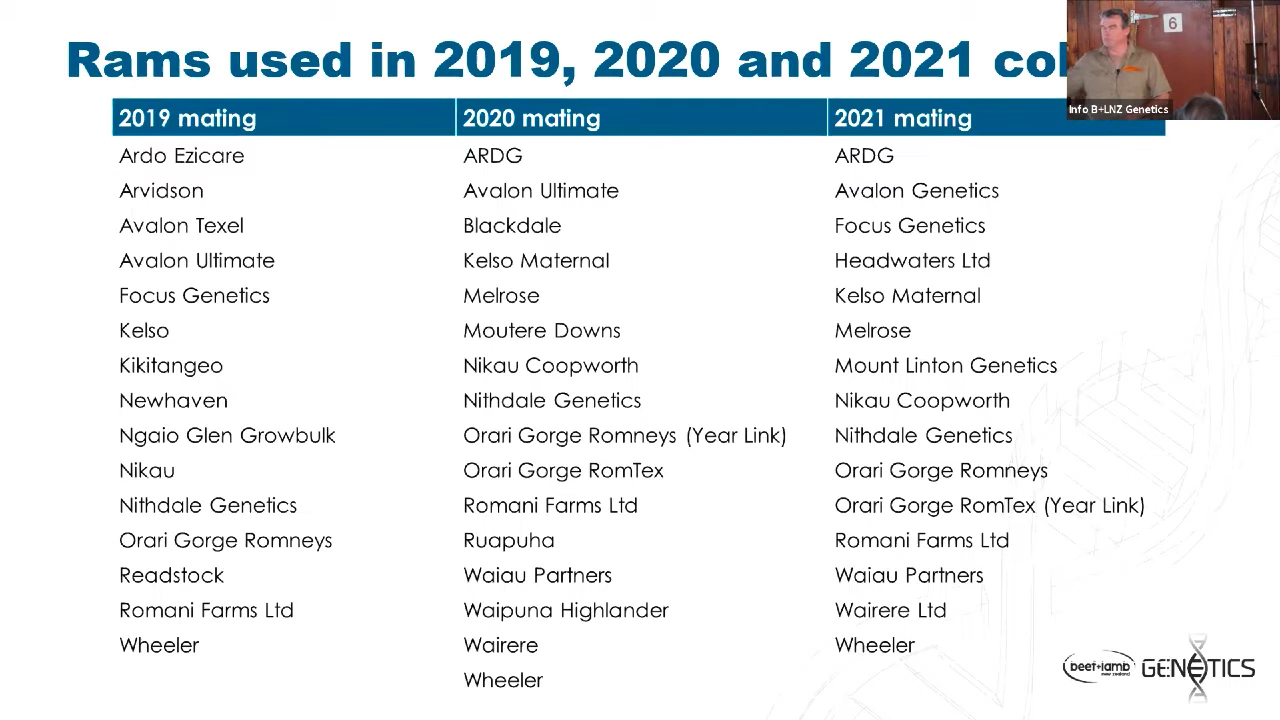 Rams used in 2019, 2020 and 2021
6
Info B+LNZ Genetics
2019 mating 2020 mating 2021 mating
Ardo Ezicare ARDG ARDG
Arvidson Avalon Ultimate Avalon Genetics
Avalon Texel Blackdale Focus Genetics
Avalon Ultimate Kelso Maternal Headwaters Ltd
Focus Genetics Melrose Kelso Maternal
Kelso Moutere Downs Melrose
Kikitangeo Nikau Coopworth Mount Linton Genetics
Newhaven Nithdale Genetics Nikau Coopworth
Ngaio Glen Growbulk Orari Gorge Romneys (Year Link) Nithdale Genetics
Nikau Orari Gorge RomTex Orari Gorge Romneys
Nithdale Genetics Romani Farms Ltd Orari Gorge RomTex (Year Link)
Orari Gorge Romneys Ruapuha Romani Farms Ltd
Readstock Waiau Partners Waiau Partners
Romani Farms Ltd Waipuna Highlander Wairere Ltd
Wheeler Wairere Wheeler
Wheeler
beef+lamb GENETICS
new zealand